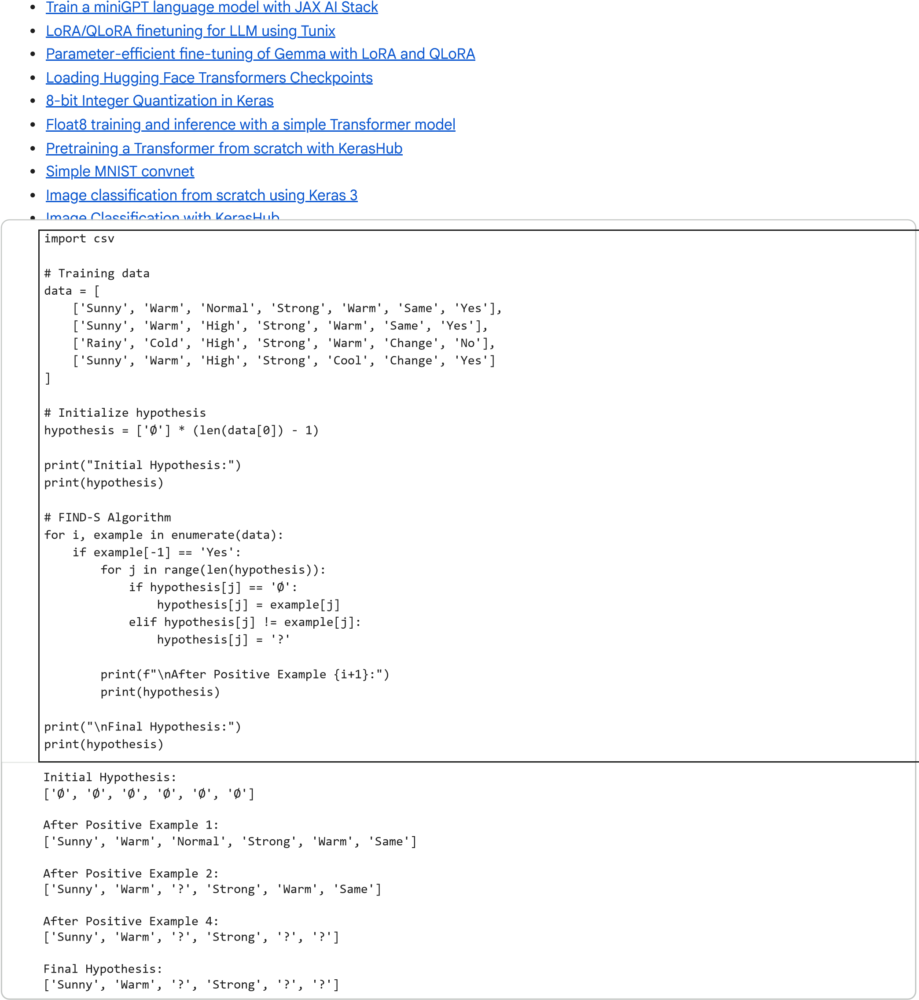 • Train a miniGPT language model with JAX AI Stack
• LoRA/QLoRA finetuning for LLM using Tunix
• Parameter-efficient fine-tuning of Gemma with LoRA and QLoRA
• Loading Hugging Face Transformers Checkpoints
• 8-bit Integer Quantization in Keras
• Float8 training and inference with a simple Transformer model
• Pretraining a Transformer from scratch with KerasHub
• Simple MNIST convnet
• Image classification from scratch using Keras 3
• Image Classification with KerasHub
import csv

# Training data
data = [
    ['Sunny', 'Warm', 'Normal', 'Strong', 'Warm', 'Same', 'Yes'],
    ['Sunny', 'Warm', 'High', 'Strong', 'Warm', 'Same', 'Yes'],
    ['Rainy', 'Cold', 'High', 'Strong', 'Warm', 'Change', 'No'],
    ['Sunny', 'Warm', 'High', 'Strong', 'Cool', 'Change', 'Yes']
]

# Initialize hypothesis
hypothesis = ['Ø'] * (len(data[0]) - 1)

print("Initial Hypothesis:")
print(hypothesis)

# FIND-S Algorithm
for i, example in enumerate(data):
    if example[-1] == 'Yes':
        for j in range(len(hypothesis)):
            if hypothesis[j] == 'Ø':
                hypothesis[j] = example[j]
            elif hypothesis[j] != example[j]:
                hypothesis[j] = '?'

        print(f"\nAfter Positive Example {i+1}:")
        print(hypothesis)

print("\nFinal Hypothesis:")
print(hypothesis)

Initial Hypothesis:
['Ø', 'Ø', 'Ø', 'Ø', 'Ø', 'Ø']

After Positive Example 1:
['Sunny', 'Warm', 'Normal', 'Strong', 'Warm', 'Same']

After Positive Example 2:
['Sunny', 'Warm', '?', 'Strong', 'Warm', 'Same']

After Positive Example 4:
['Sunny', 'Warm', '?', 'Strong', '?', '?']

Final Hypothesis:
['Sunny', 'Warm', '?', 'Strong', '?', '?']